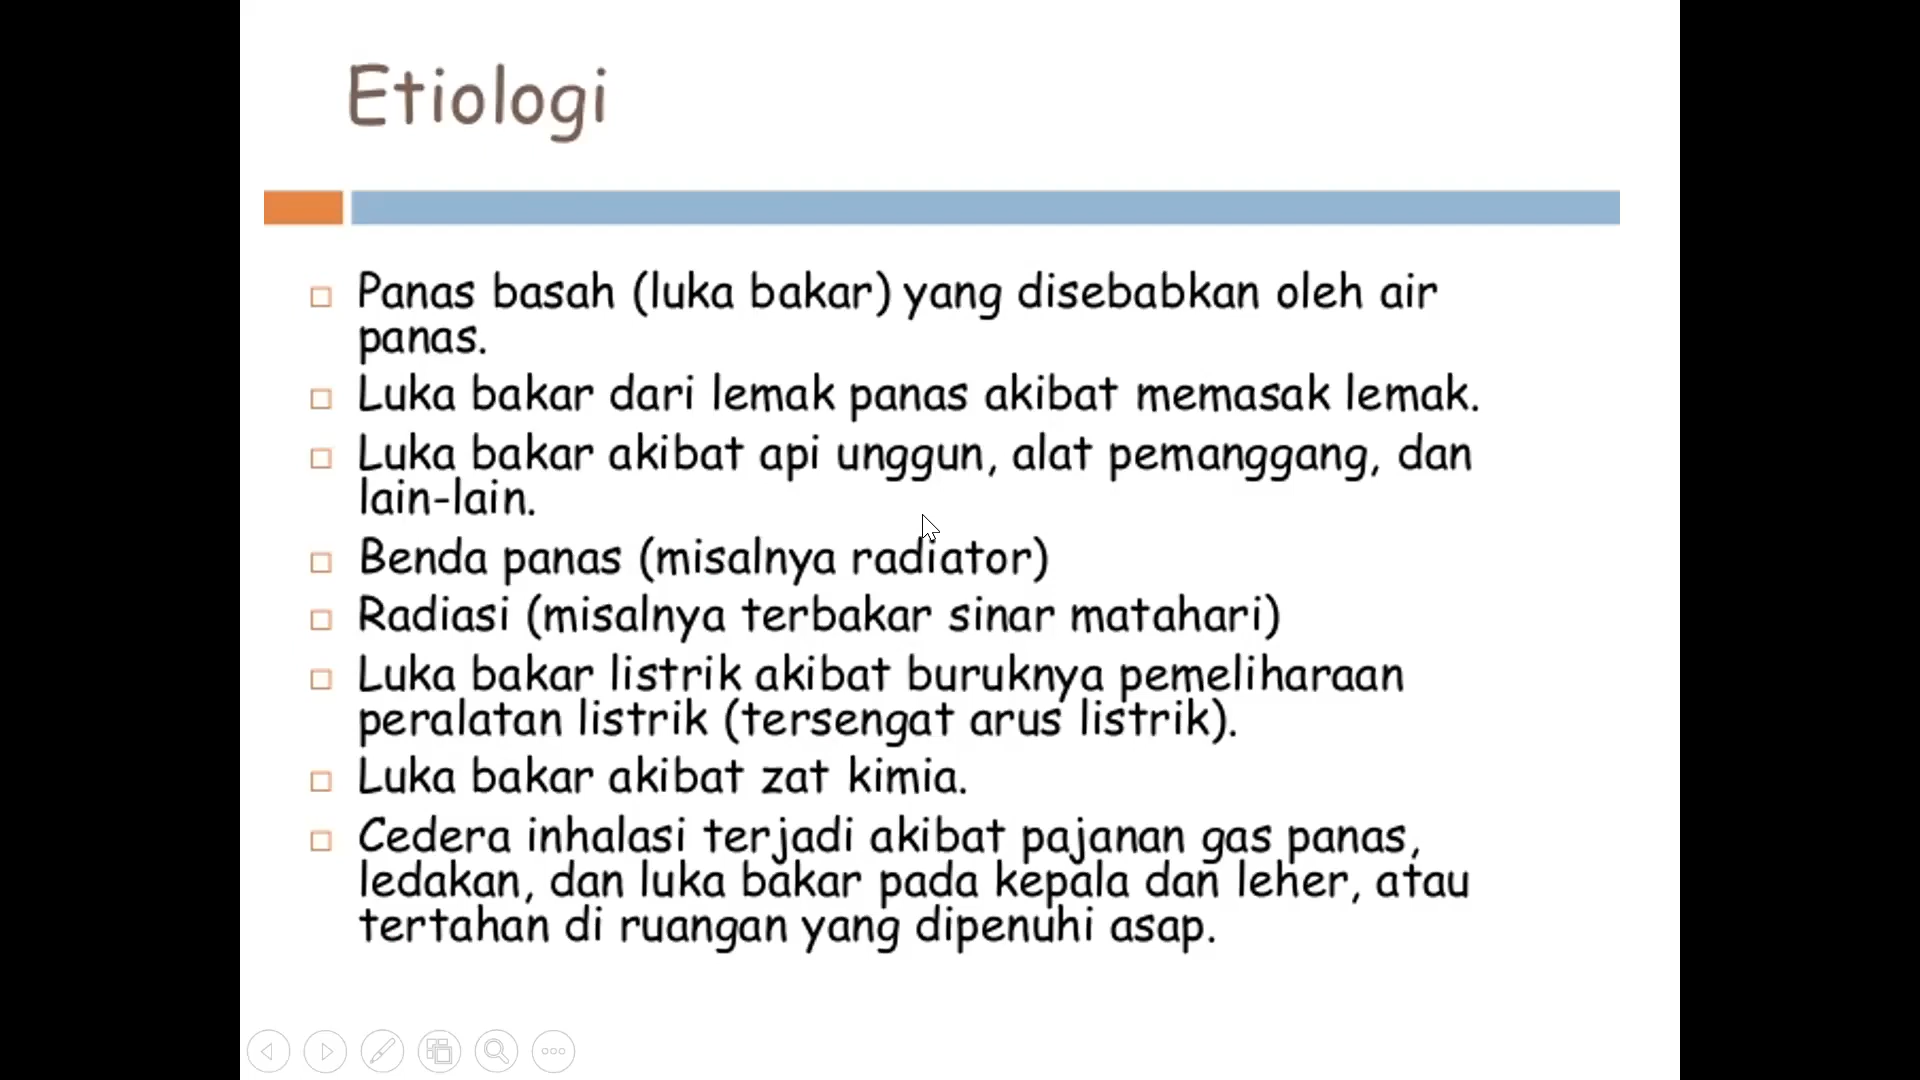 Etiologi
Panas basah (luka bakar) yang disebabkan oleh air
panas.
Luka bakar dari lemak panas akibat memasak lemak.
Luka bakar akibat api unggun, alat pemanggang, dan
lain-lain.
Benda panas (misalnya radiator)
Radiasi (misalnya terbakar sinar matahari)
Luka bakar listrik akibat buruknya pemeliharaan
peralatan listrik (tersengat arus listrik).
Luka bakar akibat zat kimia.
Cedera inhalasi terjadi akibat pajanan gas panas,
ledakan, dan luka bakar pada kepala dan leher, atau
tertahan di ruangan yang dipenuhi asap.